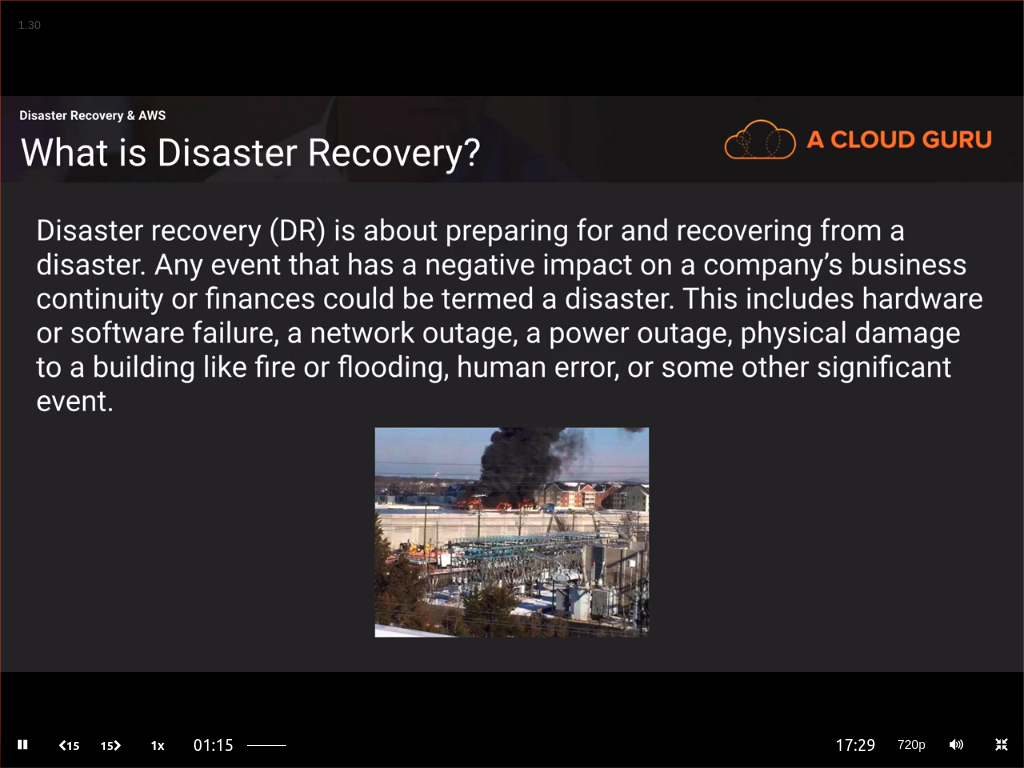 1.30
Disaster Recovery & AWS
What is Disaster Recovery?
A CLOUD GURU
Disaster recovery (DR) is about preparing for and recovering from a
disaster. Any event that has a negative impact on a company’s business
continuity or finances could be termed a disaster. This includes hardware
or software failure, a network outage, a power outage, physical damage
to a building like fire or flooding, human error, or some other significant
event.
15 15 1x 01:15 17:29 720p